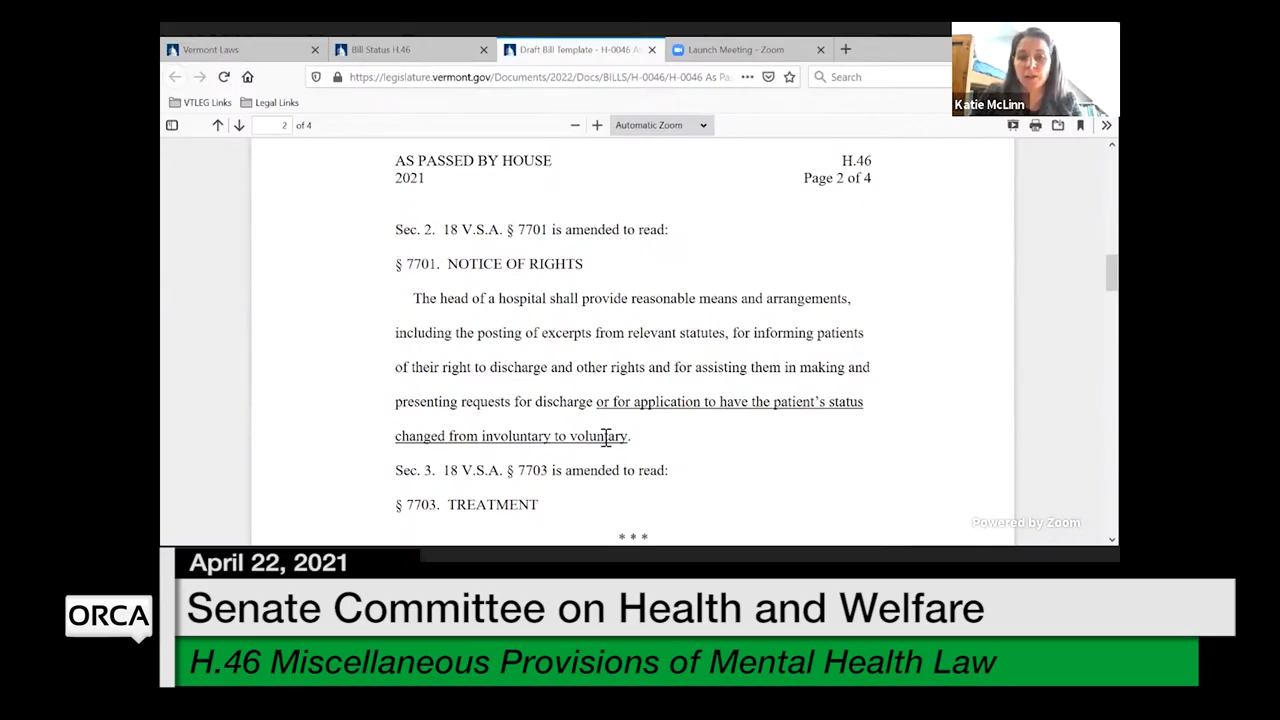 Vermont Laws
Bill Status H.46
Draft Bill Template - H-0046 As
Launch Meeting - Zoom
https://legislature.vermont.gov/Documents/2022/Docs/BILLS/H-0046/H-0046 As Pas
Search
VTLEG Links
Legal Links
2 of 4
Automatic Zoom
Katie McLinn
AS PASSED BY HOUSE H.46
2021 Page 2 of 4
Sec. 2. 18 V.S.A. § 7701 is amended to read:
§ 7701. NOTICE OF RIGHTS
The head of a hospital shall provide reasonable means and arrangements,
including the posting of excerpts from relevant statutes, for informing patients
of their right to discharge and other rights and for assisting them in making and
presenting requests for discharge or for application to have the patient's status
changed from involuntary to voluntary.
Sec. 3. 18 V.S.A. § 7703 is amended to read:
§ 7703. TREATMENT
* * *
Powered by Zoom
April 22, 2021
ORCA
Senate Committee on Health and Welfare
H.46 Miscellaneous Provisions of Mental Health Law